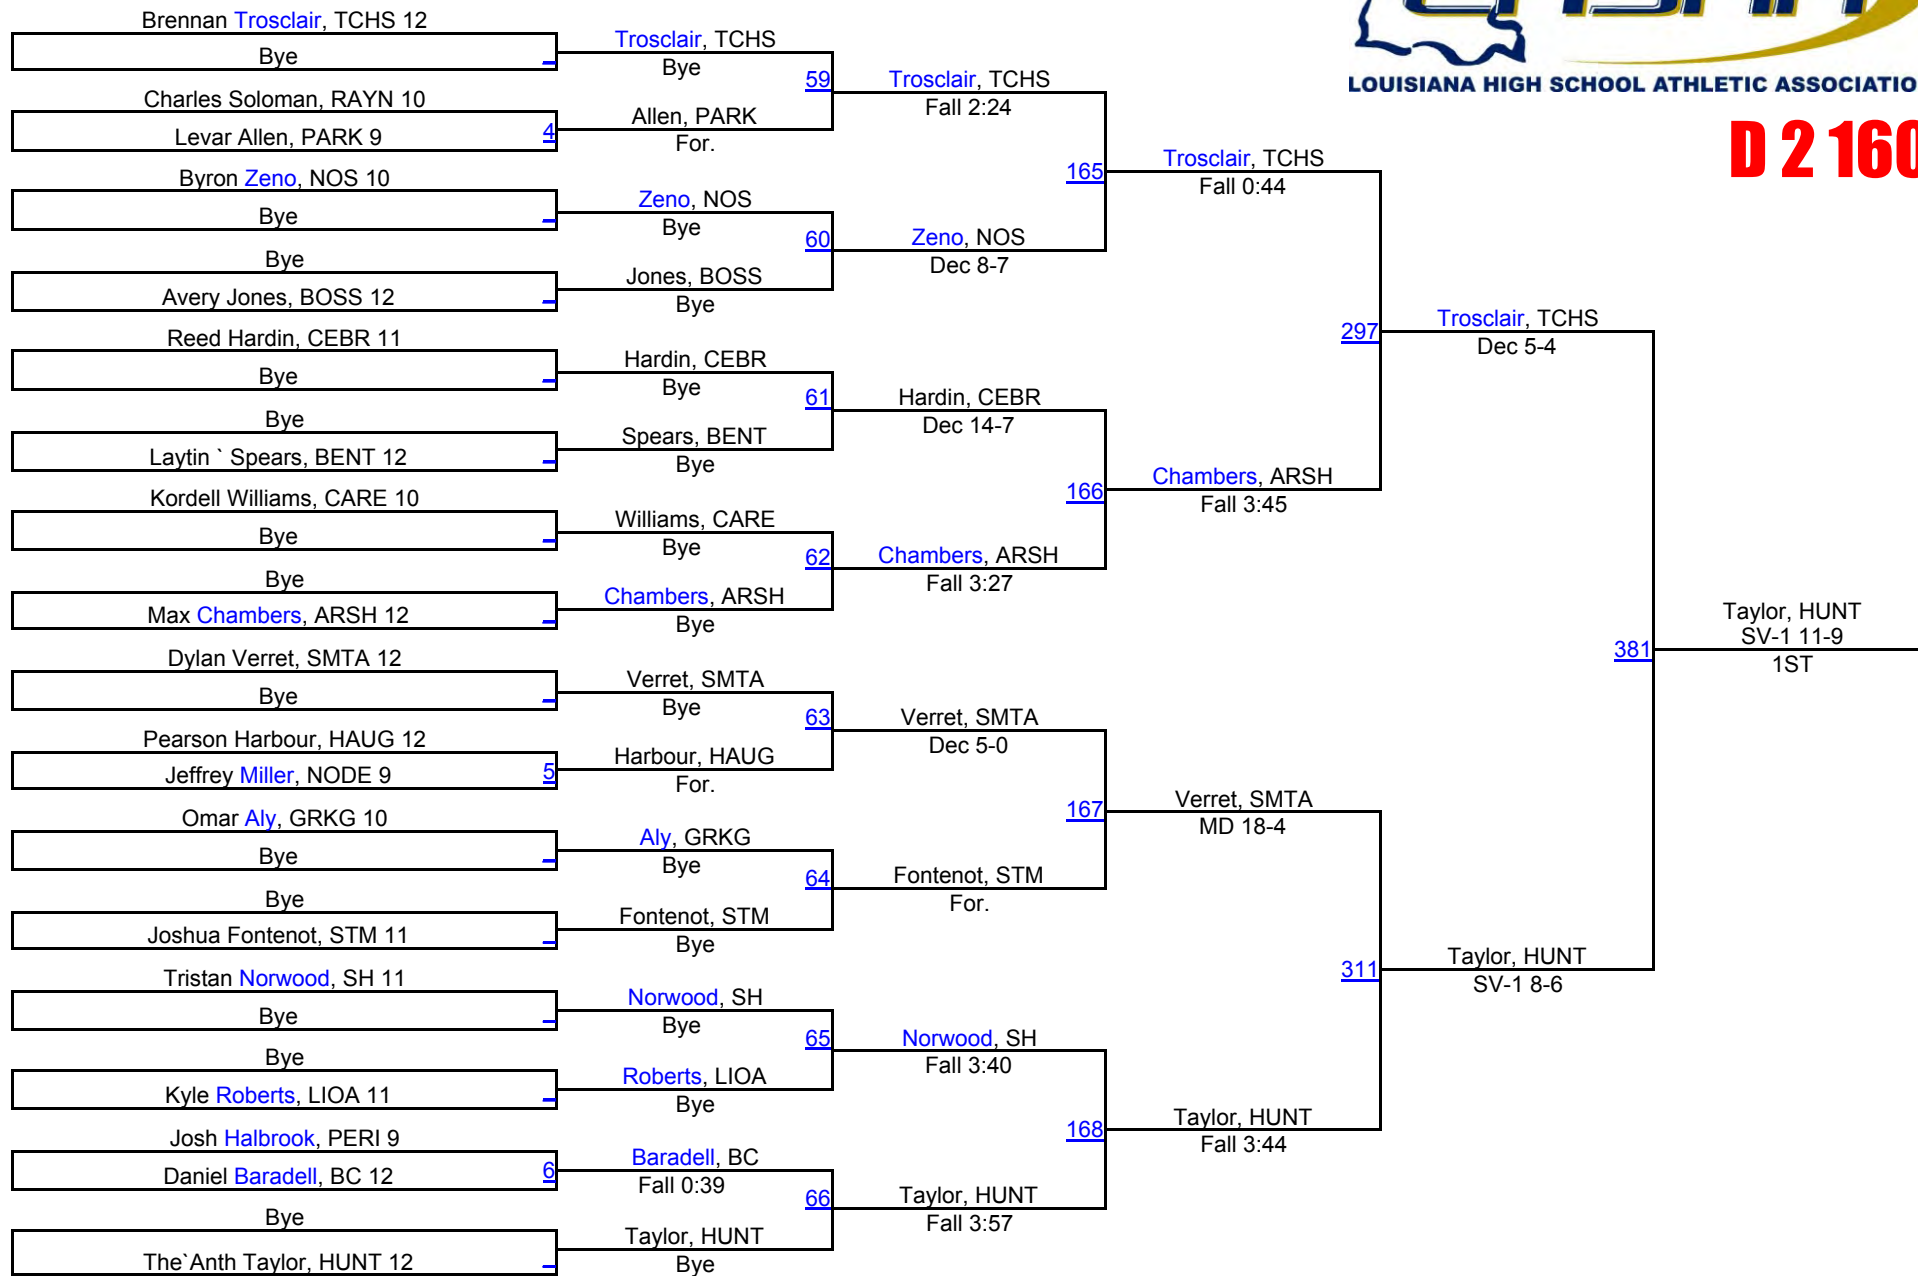 LHSAA
LOUISIANA HIGH SCHOOL ATHLETIC ASSOCIATIO
D 2 160
Brennan Trosclair, TCHS 12
Bye
Charles Soloman, RAYN 10
Levar Allen, PARK 9
4
Byron Zeno, NOS 10
Bye
Bye
Avery Jones, BOSS 12
Reed Hardin, CEBR 11
Bye
Bye
Laytin ` Spears, BENT 12
Kordell Williams, CARE 10
Bye
Bye
Max Chambers, ARSH 12
Dylan Verret, SMTA 12
Bye
Pearson Harbour, HAUG 12
Jeffrey Miller, NODE 9
5
Omar Aly, GRKG 10
Bye
Bye
Joshua Fontenot, STM 11
Tristan Norwood, SH 11
Bye
Bye
Kyle Roberts, LIOA 11
Josh Halbrook, PERI 9
Daniel Baradell, BC 12
6
Bye
The`Anth Taylor, HUNT 12
Trosclair, TCHS
Bye
59
Allen, PARK
For.
Zeno, NOS
Bye
60
Jones, BOSS
Bye
Hardin, CEBR
Bye
61
Spears, BENT
Bye
Williams, CARE
Bye
62
Chambers, ARSH
Bye
Verret, SMTA
Bye
63
Harbour, HAUG
For.
Aly, GRKG
Bye
64
Fontenot, STM
Bye
Norwood, SH
Bye
65
Roberts, LIOA
Bye
Baradell, BC
Fall 0:39
66
Taylor, HUNT
Bye
Trosclair, TCHS
Fall 2:24
165
Zeno, NOS
Dec 8-7
Hardin, CEBR
Dec 14-7
166
Chambers, ARSH
Fall 3:27
Verret, SMTA
Dec 5-0
167
Fontenot, STM
For.
Norwood, SH
Fall 3:40
168
Taylor, HUNT
Fall 3:57
Trosclair, TCHS
Fall 0:44
297
Chambers, ARSH
Fall 3:45
Verret, SMTA
MD 18-4
311
Taylor, HUNT
Fall 3:44
Trosclair, TCHS
Dec 5-4
381
Taylor, HUNT
SV-1 8-6
Taylor, HUNT
SV-1 11-9
1ST